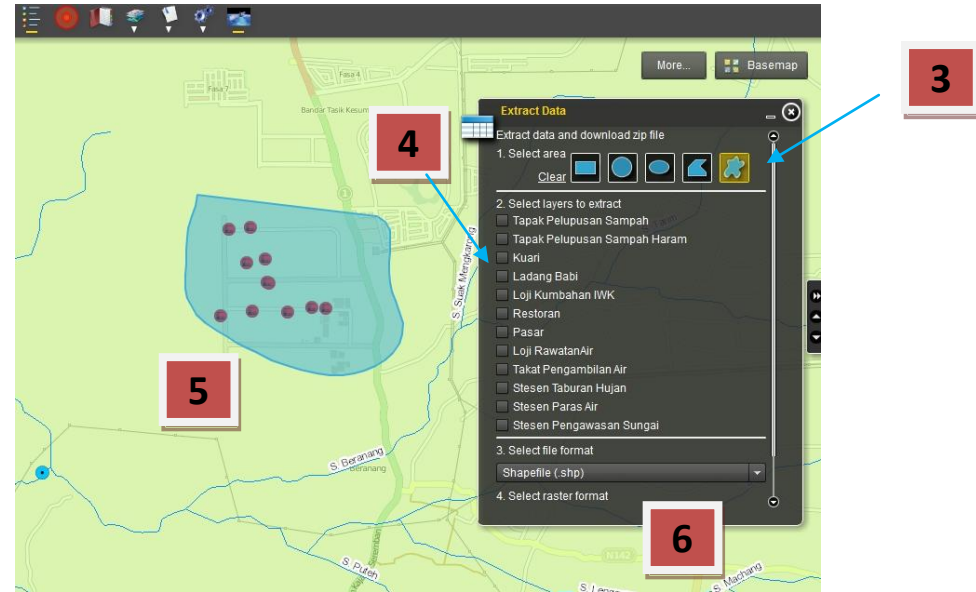 More...
Basemap
3
Fasa 4
Fasa 7
Bandar Tasik Kesum
4
Extract Data
Extract data and download zip file
1. Select area
Clear
2. Select layers to extract
Tapak Pelupusan Sampah
Tapak Pelupusan Sampah Haram
Kuari
Ladang Babi
Loji Kumbahan IWK
Restoran
Pasar
Loji RawatanAir
Takat Pengambilan Air
Stesen Taburan Hujan
Stesen Paras Air
Stesen Pengawasan Sungai
3. Select file format
Shapefile (.shp)
4. Select raster format
S. Suak Mengkarong
5
S. Beranang
Beranang
6
N142
S. Puteh
S. Machang